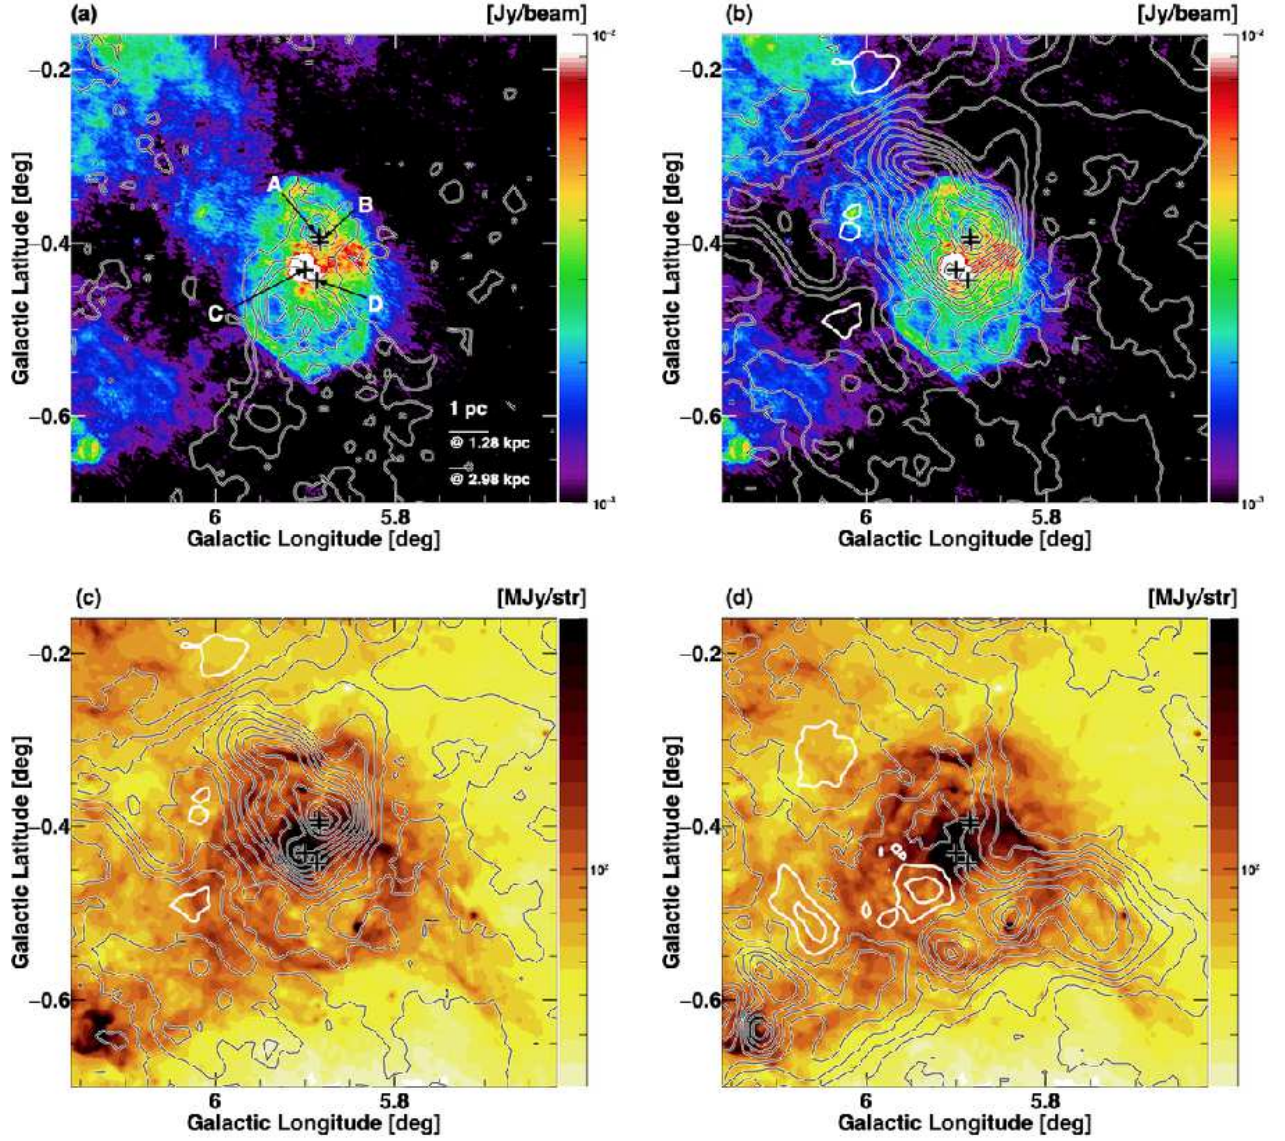 (a) [Jy/beam]
10⁻²
−0.2
−0.4
−0.6
Galactic Latitude [deg]
A
B
C
D
1 pc
@ 1.28 kpc
@ 2.98 kpc
10⁻³
6 5.8
Galactic Longitude [deg]
(b) [Jy/beam]
10⁻²
−0.2
−0.4
−0.6
Galactic Latitude [deg]
10⁻³
6 5.8
Galactic Longitude [deg]
(c) [MJy/str]
−0.2
−0.4
−0.6
Galactic Latitude [deg]
10²
6 5.8
Galactic Longitude [deg]
(d) [MJy/str]
−0.2
−0.4
−0.6
Galactic Latitude [deg]
10²
6 5.8
Galactic Longitude [deg]